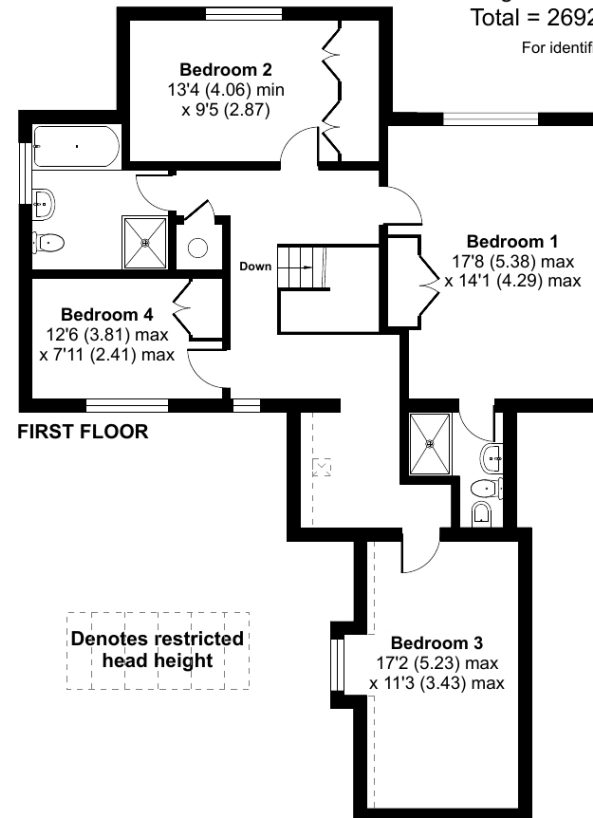 Total = 2692
For identifi
Bedroom 2
13'4 (4.06) min
x 9'5 (2.87)
Bedroom 1
17'8 (5.38) max
x 14'1 (4.29) max
Down
Bedroom 4
12'6 (3.81) max
x 7'11 (2.41) max
FIRST FLOOR
Denotes restricted
head height
Bedroom 3
17'2 (5.23) max
x 11'3 (3.43) max